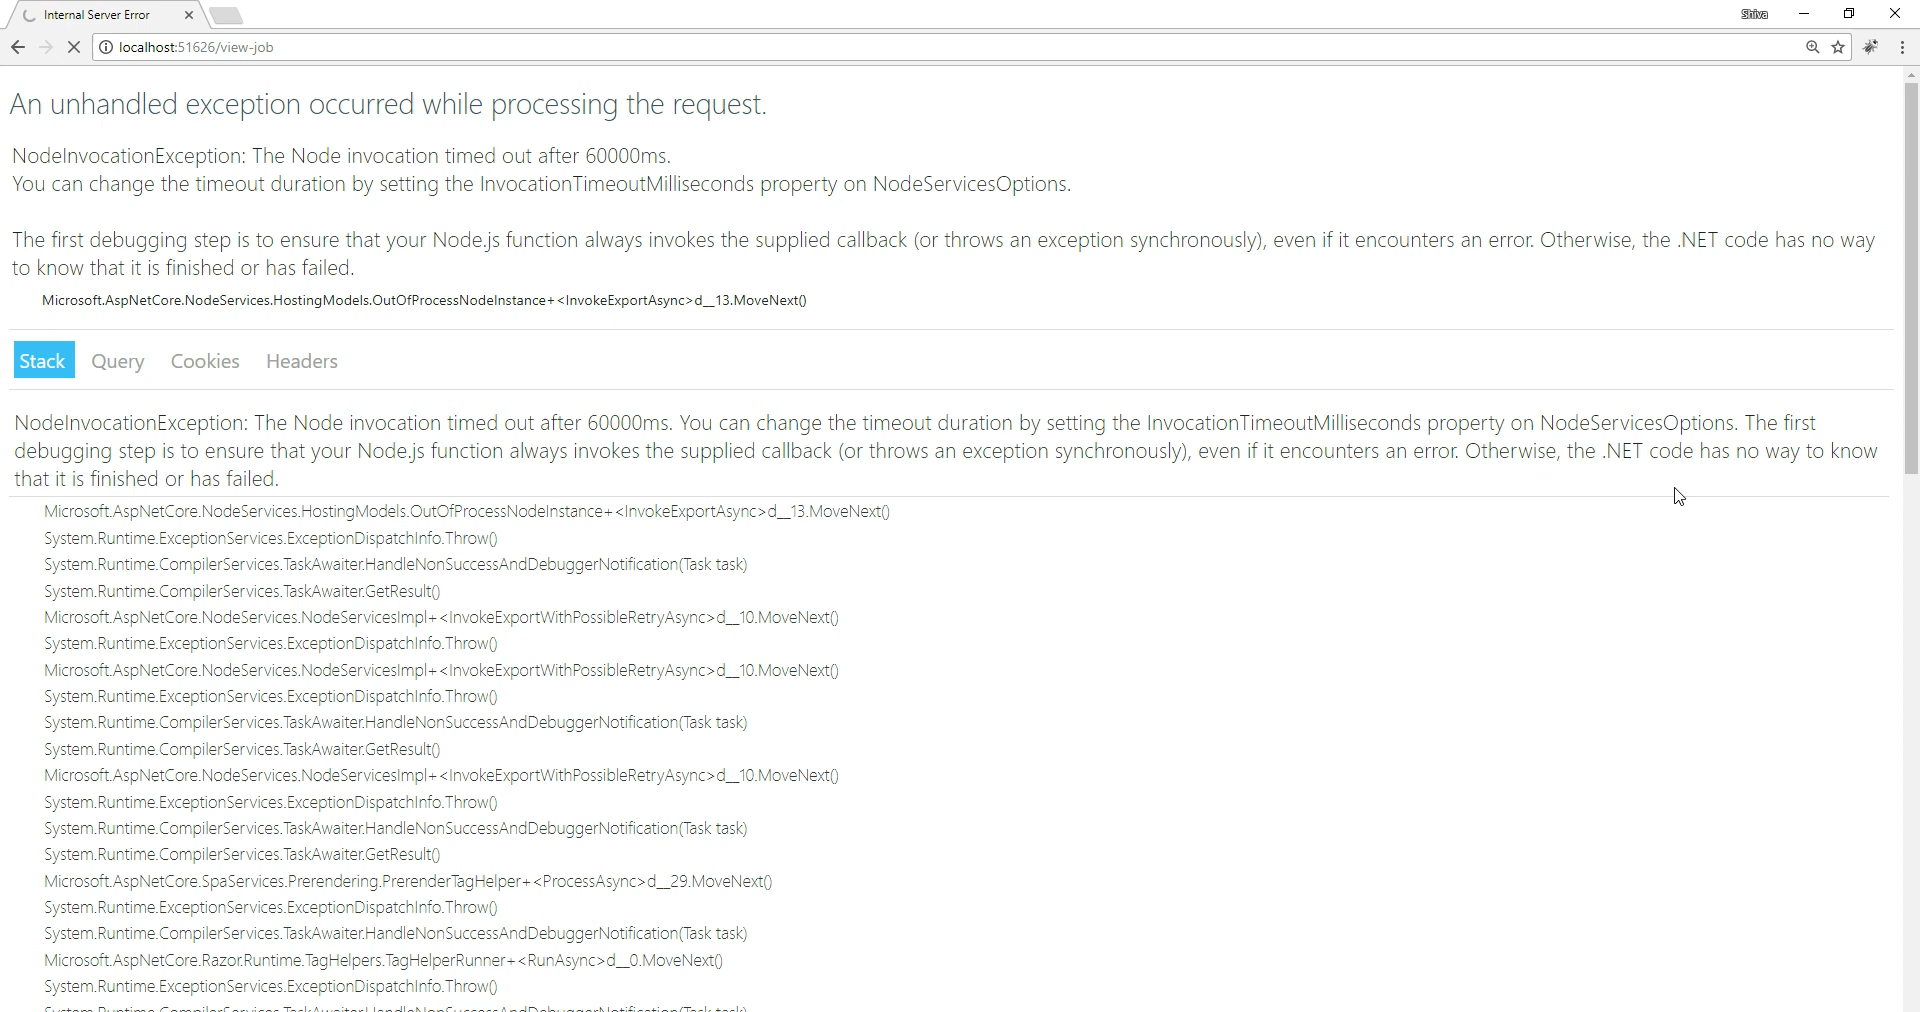 Internal Server Error
Shiva
localhost:51626/view-job
An unhandled exception occurred while processing the request.
NodeInvocationException: The Node invocation timed out after 60000ms.
You can change the timeout duration by setting the InvocationTimeoutMilliseconds property on NodeServicesOptions.
The first debugging step is to ensure that your Node.js function always invokes the supplied callback (or throws an exception synchronously), even if it encounters an error. Otherwise, the .NET code has no way
to know that it is finished or has failed.
Microsoft.AspNetCore.NodeServices.HostingModels.OutOfProcessNodeInstance+<InvokeExportAsync>d__13.MoveNext()
Stack Query Cookies Headers
NodeInvocationException: The Node invocation timed out after 60000ms. You can change the timeout duration by setting the InvocationTimeoutMilliseconds property on NodeServicesOptions. The first
debugging step is to ensure that your Node.js function always invokes the supplied callback (or throws an exception synchronously), even if it encounters an error. Otherwise, the .NET code has no way to know
that it is finished or has failed.
Microsoft.AspNetCore.NodeServices.HostingModels.OutOfProcessNodeInstance+<InvokeExportAsync>d__13.MoveNext()
System.Runtime.ExceptionServices.ExceptionDispatchInfo.Throw()
System.Runtime.CompilerServices.TaskAwaiter.HandleNonSuccessAndDebuggerNotification(Task task)
System.Runtime.CompilerServices.TaskAwaiter.GetResult()
Microsoft.AspNetCore.NodeServices.NodeServicesImpl+<InvokeExportWithPossibleRetryAsync>d__10.MoveNext()
System.Runtime.ExceptionServices.ExceptionDispatchInfo.Throw()
Microsoft.AspNetCore.NodeServices.NodeServicesImpl+<InvokeExportWithPossibleRetryAsync>d__10.MoveNext()
System.Runtime.ExceptionServices.ExceptionDispatchInfo.Throw()
System.Runtime.CompilerServices.TaskAwaiter.HandleNonSuccessAndDebuggerNotification(Task task)
System.Runtime.CompilerServices.TaskAwaiter.GetResult()
Microsoft.AspNetCore.NodeServices.NodeServicesImpl+<InvokeExportWithPossibleRetryAsync>d__10.MoveNext()
System.Runtime.ExceptionServices.ExceptionDispatchInfo.Throw()
System.Runtime.CompilerServices.TaskAwaiter.HandleNonSuccessAndDebuggerNotification(Task task)
System.Runtime.CompilerServices.TaskAwaiter.GetResult()
Microsoft.AspNetCore.SpaServices.Prerendering.PrerenderTagHelper+<ProcessAsync>d__29.MoveNext()
System.Runtime.ExceptionServices.ExceptionDispatchInfo.Throw()
System.Runtime.CompilerServices.TaskAwaiter.HandleNonSuccessAndDebuggerNotification(Task task)
Microsoft.AspNetCore.Razor.Runtime.TagHelpers.TagHelperRunner+<RunAsync>d__0.MoveNext()
System.Runtime.ExceptionServices.ExceptionDispatchInfo.Throw()
System.Runtime.CompilerServices.TaskAwaiter.HandleNonSuccessAndDebuggerNotification(Task task)